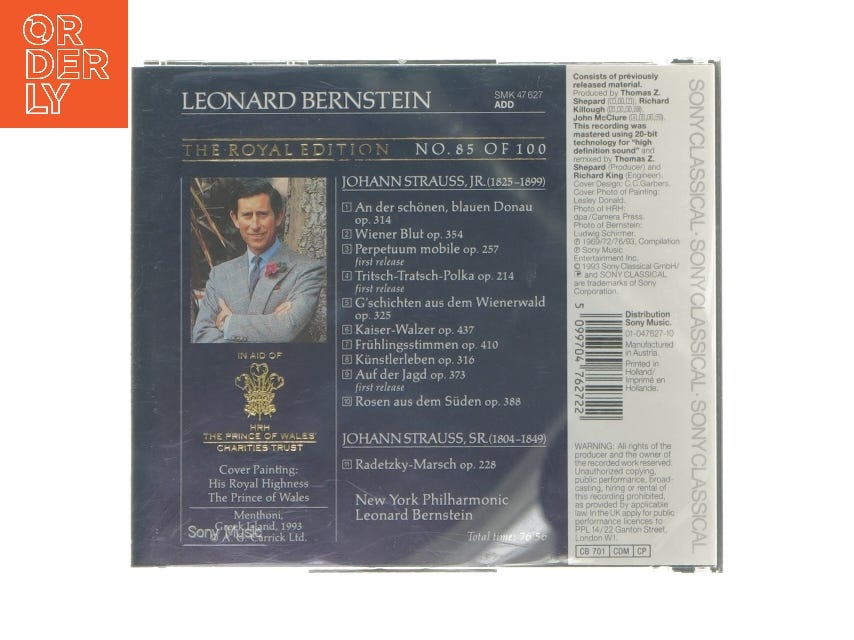 OR
DER
LY
LEONARD BERNSTEIN
SMK 47 627
ADD
THE ROYAL EDITION NO. 85 OF 100
JOHANN STRAUSS, JR. (1825–1899)
1 An der schönen, blauen Donau
op. 314
2 Wiener Blut op. 354
3 Perpetuum mobile op. 257
first release
4 Tritsch-Tratsch-Polka op. 214
first release
5 G'schichten aus dem Wienerwald
op. 325
6 Kaiser-Walzer op. 437
7 Frühlingsstimmen op. 410
8 Künstlerleben op. 316
9 Auf der Jagd op. 373
first release
10 Rosen aus dem Süden op. 388
JOHANN STRAUSS, SR. (1804–1849)
11 Radetzky-Marsch op. 228
New York Philharmonic
Leonard Bernstein
Total time: 76'56
IN AID OF
HRH
THE PRINCE OF WALES'
CHARITIES TRUST
Cover Painting:
His Royal Highness
The Prince of Wales
Menthoni,
Greek Island, 1993
© A. G. Carrick Ltd.
Sony Music
Consists of previously
released material.
Produced by Thomas Z.
Shepard Richard
Killough
John McClure
This recording was
mastered using 20-bit
technology for "high
definition sound" and
remixed by Thomas Z.
Shepard (Producer) and
Richard King (Engineer).
Cover Design: C.C. Garbers.
Cover Photo of Painting:
Lesley Donald.
Photo of HRH:
dpa/Camera Press.
Photo of Bernstein:
Ludwig Schirmer.
℗ 1969/72/76/93, Compilation
℗ Sony Music
Entertainment Inc.
© 1993 Sony Classical GmbH/
and SONY CLASSICAL
are trademarks of Sony
Corporation.
5 099704 762722
Distribution
Sony Music.
01-047627-10
Manufactured
in Austria.
Printed in
Holland/
Imprimé en
Hollande.
WARNING: All rights of the
producer and the owner of
the recorded work reserved.
Unauthorized copying,
public performance, broad-
casting, hiring or rental of
this recording prohibited,
as provided by applicable
law. In the UK apply for public
performance licences to
PPL 14/22 Ganton Street,
London W1.
CB 701 CDM CP
SONY CLASSICAL · SONY CLASSICAL · SONY CLASSICAL